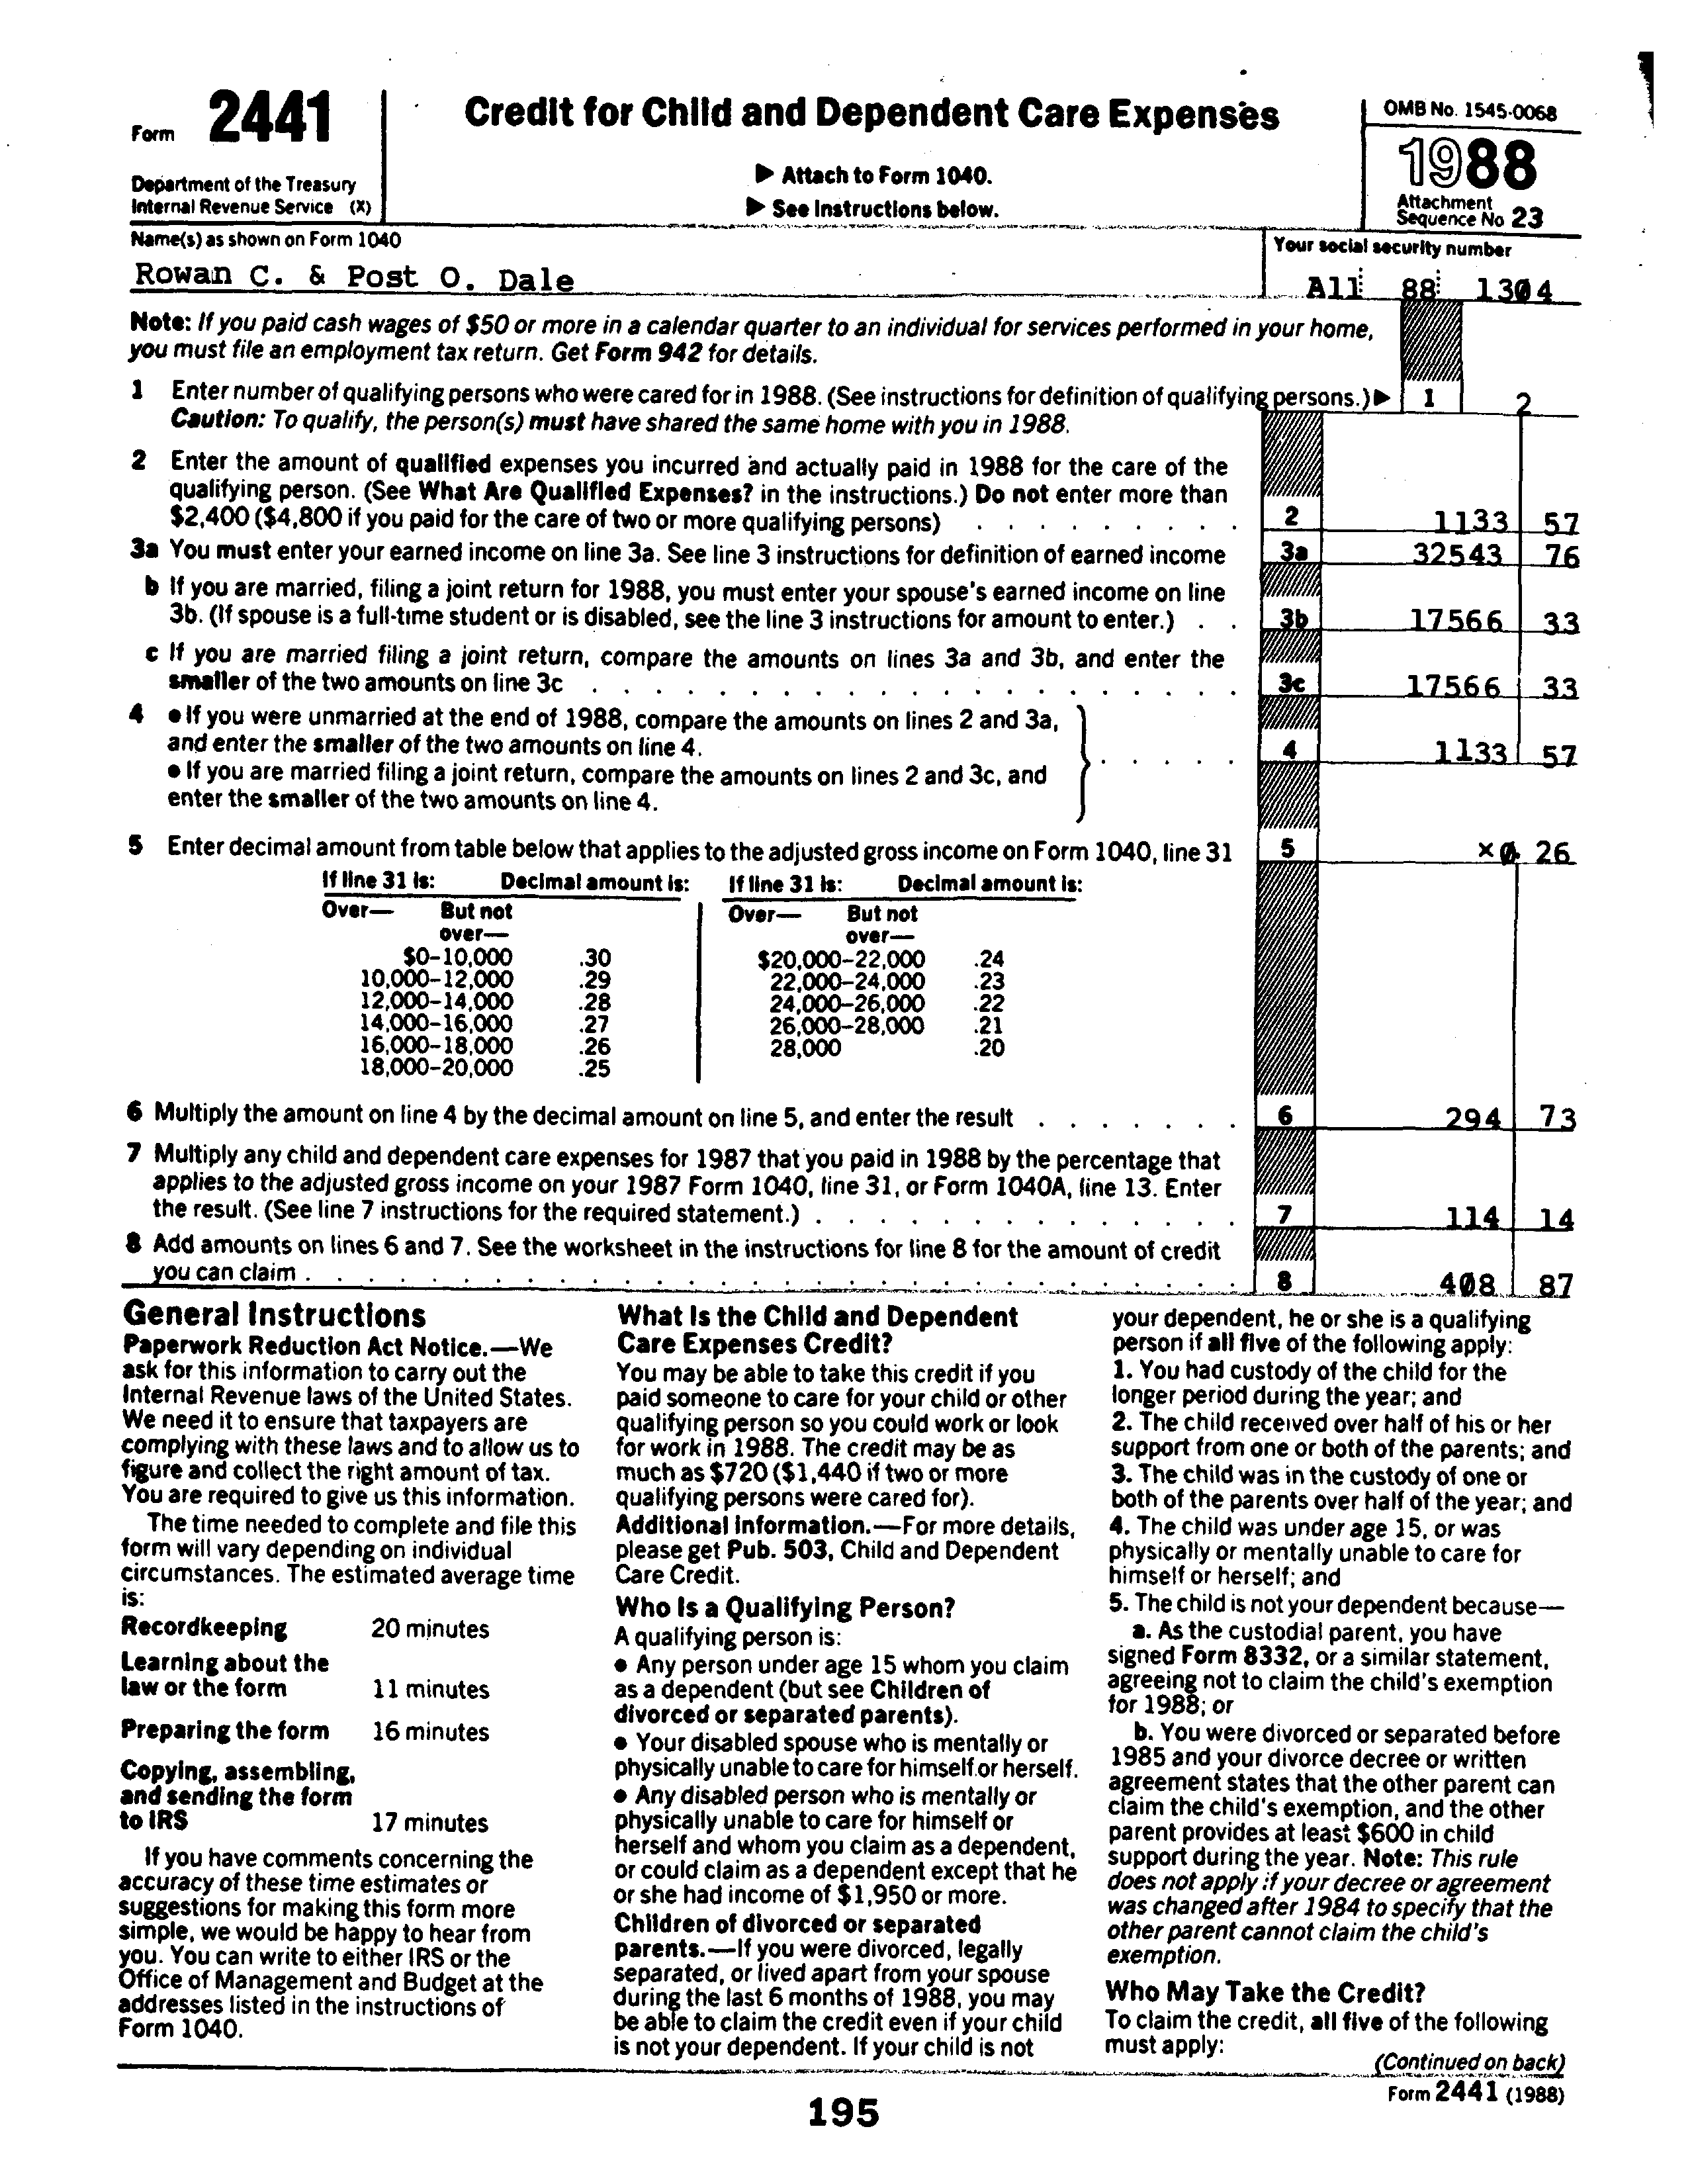 Form 2441
Department of the Treasury
Internal Revenue Service (X)
Credit for Child and Dependent Care Expenses
▶ Attach to Form 1040.
▶ See Instructions below.
OMB No. 1545-0068
1988
Attachment
Sequence No 23
Name(s) as shown on Form 1040
Rowan C. & Post O. Dale
Your social security number
All 88 1304
Note: If you paid cash wages of $50 or more in a calendar quarter to an individual for services performed in your home,
you must file an employment tax return. Get Form 942 for details.
1 Enter number of qualifying persons who were cared for in 1988. (See instructions for definition of qualifying persons.) ▶ 1 2
Caution: To qualify, the person(s) must have shared the same home with you in 1988.
2 Enter the amount of qualified expenses you incurred and actually paid in 1988 for the care of the
qualifying person. (See What Are Qualified Expenses? in the instructions.) Do not enter more than
$2,400 ($4,800 if you paid for the care of two or more qualifying persons) . . . . . . . . . 2 1133 57
3a You must enter your earned income on line 3a. See line 3 instructions for definition of earned income 3a 32543 76
b If you are married, filing a joint return for 1988, you must enter your spouse's earned income on line
3b. (If spouse is a full-time student or is disabled, see the line 3 instructions for amount to enter.) . . 3b 17566 33
c If you are married filing a joint return, compare the amounts on lines 3a and 3b, and enter the
smaller of the two amounts on line 3c . . . . . . . . . . . . . . . . . . . . . 3c 17566 33
4 ● If you were unmarried at the end of 1988, compare the amounts on lines 2 and 3a,
and enter the smaller of the two amounts on line 4.
● If you are married filing a joint return, compare the amounts on lines 2 and 3c, and
enter the smaller of the two amounts on line 4.
. . . . . 4 1133 57
5 Enter decimal amount from table below that applies to the adjusted gross income on Form 1040, line 31 5 ×0. 26
If line 31 is: Decimal amount is: If line 31 is: Decimal amount is:
Over— But not over— Over— But not over—
$0–10,000 .30 $20,000–22,000 .24
10,000–12,000 .29 22,000–24,000 .23
12,000–14,000 .28 24,000–26,000 .22
14,000–16,000 .27 26,000–28,000 .21
16,000–18,000 .26 28,000 .20
18,000–20,000 .25
6 Multiply the amount on line 4 by the decimal amount on line 5, and enter the result . . . . . . . 6 294 73
7 Multiply any child and dependent care expenses for 1987 that you paid in 1988 by the percentage that
applies to the adjusted gross income on your 1987 Form 1040, line 31, or Form 1040A, line 13. Enter
the result. (See line 7 instructions for the required statement.) . . . . . . . . . . . . . . 7 114 14
8 Add amounts on lines 6 and 7. See the worksheet in the instructions for line 8 for the amount of credit
you can claim . . . . . . . . . . . . . . . . . . . . . . . . . . . . . . 8 408 87
General Instructions
Paperwork Reduction Act Notice.—We
ask for this information to carry out the
Internal Revenue laws of the United States.
We need it to ensure that taxpayers are
complying with these laws and to allow us to
figure and collect the right amount of tax.
You are required to give us this information.
The time needed to complete and file this
form will vary depending on individual
circumstances. The estimated average time
is:
Recordkeeping 20 minutes
Learning about the
law or the form 11 minutes
Preparing the form 16 minutes
Copying, assembling,
and sending the form
to IRS 17 minutes
If you have comments concerning the
accuracy of these time estimates or
suggestions for making this form more
simple, we would be happy to hear from
you. You can write to either IRS or the
Office of Management and Budget at the
addresses listed in the instructions of
Form 1040.
What Is the Child and Dependent
Care Expenses Credit?
You may be able to take this credit if you
paid someone to care for your child or other
qualifying person so you could work or look
for work in 1988. The credit may be as
much as $720 ($1,440 if two or more
qualifying persons were cared for).
Additional information.—For more details,
please get Pub. 503, Child and Dependent
Care Credit.
Who Is a Qualifying Person?
A qualifying person is:
● Any person under age 15 whom you claim
as a dependent (but see Children of
divorced or separated parents).
● Your disabled spouse who is mentally or
physically unable to care for himself or herself.
● Any disabled person who is mentally or
physically unable to care for himself or
herself and whom you claim as a dependent,
or could claim as a dependent except that he
or she had income of $1,950 or more.
Children of divorced or separated
parents.—If you were divorced, legally
separated, or lived apart from your spouse
during the last 6 months of 1988, you may
be able to claim the credit even if your child
is not your dependent. If your child is not
your dependent, he or she is a qualifying
person if all five of the following apply:
1. You had custody of the child for the
longer period during the year; and
2. The child received over half of his or her
support from one or both of the parents; and
3. The child was in the custody of one or
both of the parents over half of the year; and
4. The child was under age 15, or was
physically or mentally unable to care for
himself or herself; and
5. The child is not your dependent because—
a. As the custodial parent, you have
signed Form 8332, or a similar statement,
agreeing not to claim the child's exemption
for 1988; or
b. You were divorced or separated before
1985 and your divorce decree or written
agreement states that the other parent can
claim the child's exemption, and the other
parent provides at least $600 in child
support during the year. Note: This rule
does not apply if your decree or agreement
was changed after 1984 to specify that the
other parent cannot claim the child's
exemption.
Who May Take the Credit?
To claim the credit, all five of the following
must apply:
(Continued on back)
Form 2441 (1988)
195